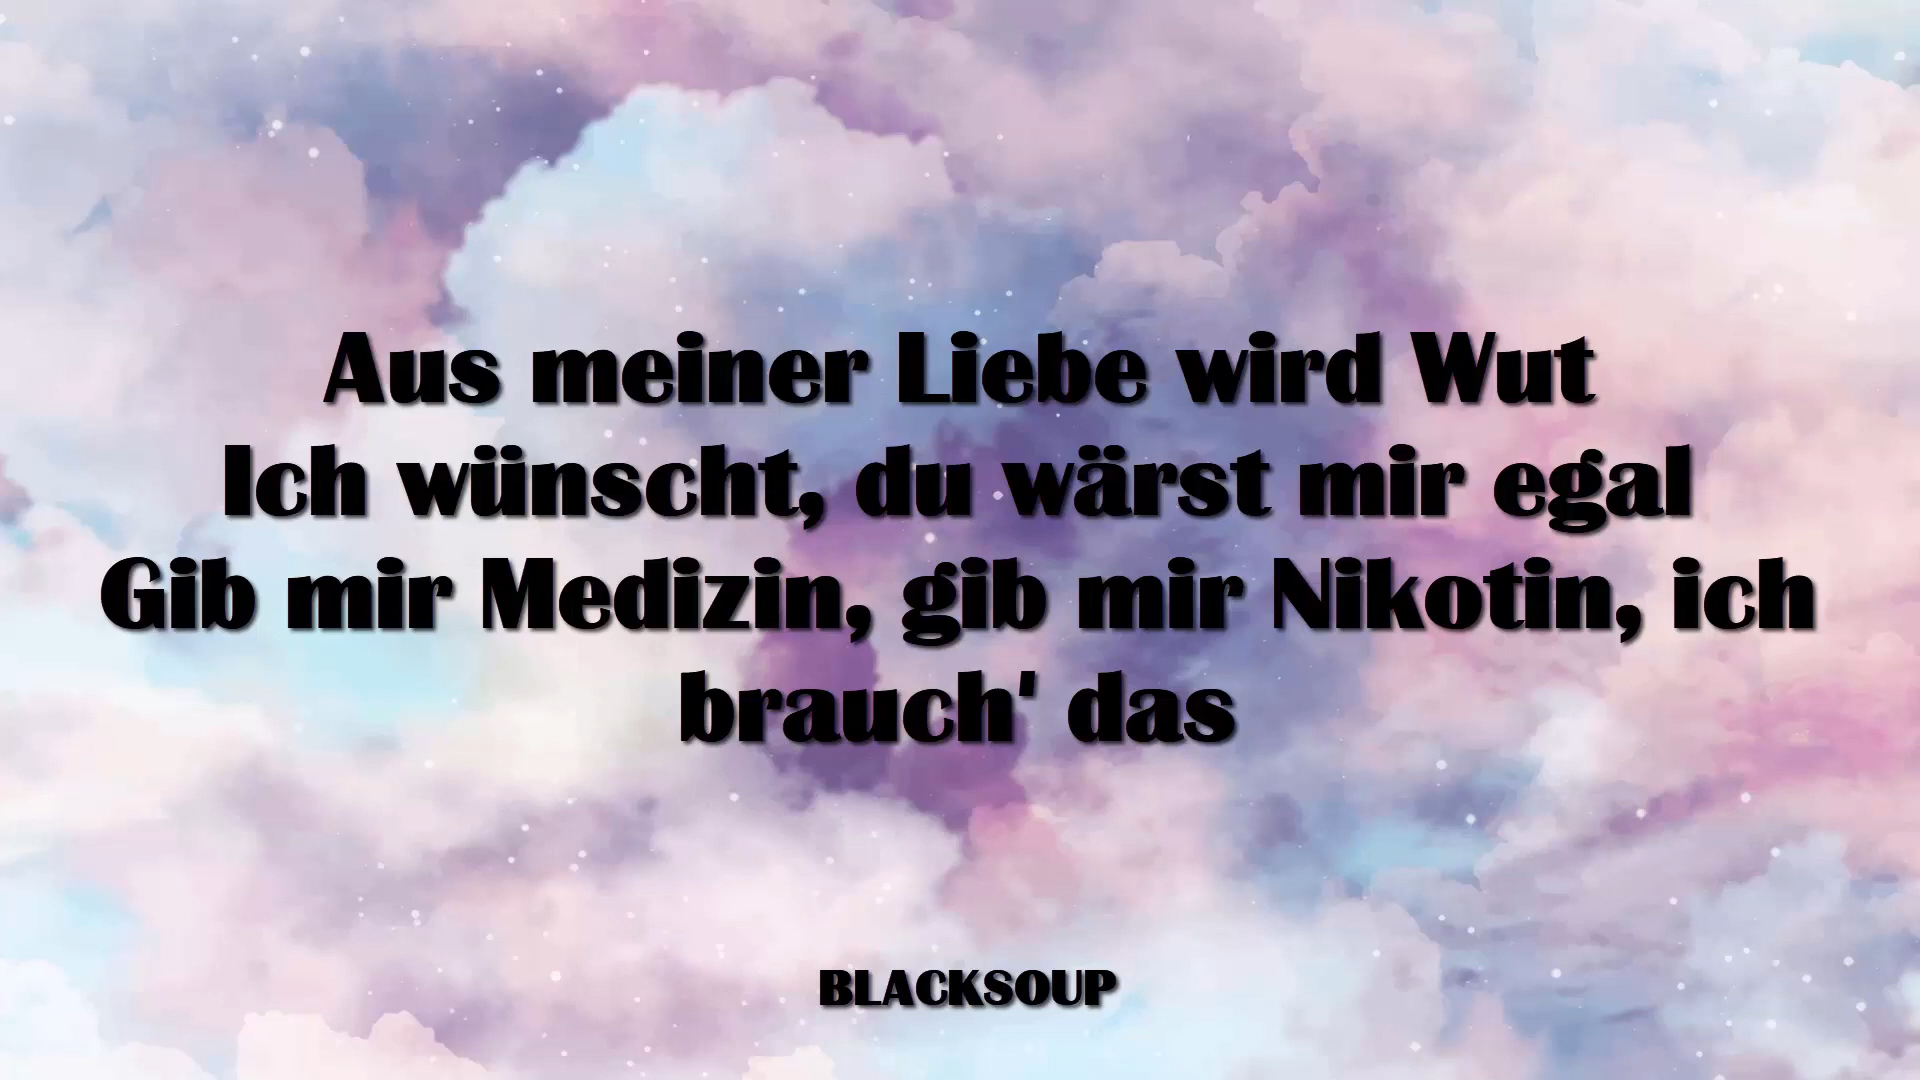 Aus meiner Liebe wird Wut
Ich wünscht, du wärst mir egal
Gib mir Medizin, gib mir Nikotin, ich
brauch' das
BLACKSOUP